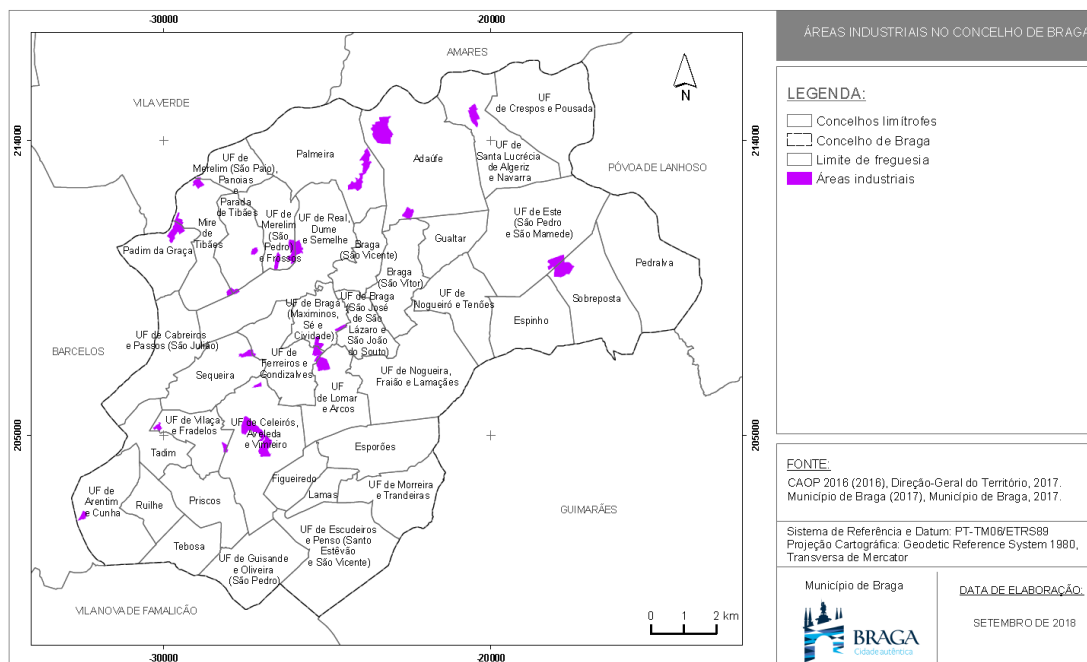 -30000
-20000
ÁREAS INDUSTRIAIS NO CONCELHO DE BRAGA
AMARES
VILA VERDE
N
UF
de Crespos e Pousada
214000
214000
Palmeira
Adaúfe
UF de
Santa Lucrécia
de Algeriz
e Navarra
PÓVOA DE LANHOSO
UF de
Merelim (São Paio),
Panoias
e
Parada
de Tibães
Mire
de
Tibães
UF de
Merelim
(São
Pedro)
e Frossos
UF de Real,
Dume
e Semelhe
UF de Este
(São Pedro
e São Mamede)
Padim da Graça
Braga
(São Vicente)
Gualtar
Pedralva
Braga
(São Vítor)
UF de
Nogueiró e Tenões
Sobreposta
Espinho
UF de Braga
(Maximinos,
Sé e
Cividade)
UF de Braga
(São José
de São
Lázaro e
São João
do Souto)
UF de Cabreiros
e Passos (São Julião)
BARCELOS
UF de
Ferreiros e
Gondizalves
Sequeira
UF de Nogueira,
Fraião e Lamaçães
UF
de Lomar
e Arcos
UF de Vilaça
e Fradelos
UF de Celeirós,
Aveleda
e Vimieiro
205000
205000
Tadim
Esporões
Figueiredo
UF de
Arentim
e Cunha
Ruilhe
Priscos
Lamas
UF de Morreira
e Trandeiras
GUIMARÃES
Tebosa
UF de Escudeiros
e Penso (Santo
Estêvão
e São Vicente)
UF de Guisande
e Oliveira
(São Pedro)
VILA NOVA DE FAMALICÃO
0 1 2 km
-30000
-20000
LEGENDA:
Concelhos limítrofes
Concelho de Braga
Limite de freguesia
Áreas industriais
FONTE:
CAOP 2016 (2016), Direção-Geral do Território, 2017.
Município de Braga (2017), Município de Braga, 2017.
Sistema de Referência e Datum: PT-TM06/ETRS89
Projeção Cartográfica: Geodetic Reference System 1980,
Transversa de Mercator
Município de Braga
BRAGA
Cidade autêntica
DATA DE ELABORAÇÃO:
SETEMBRO DE 2018